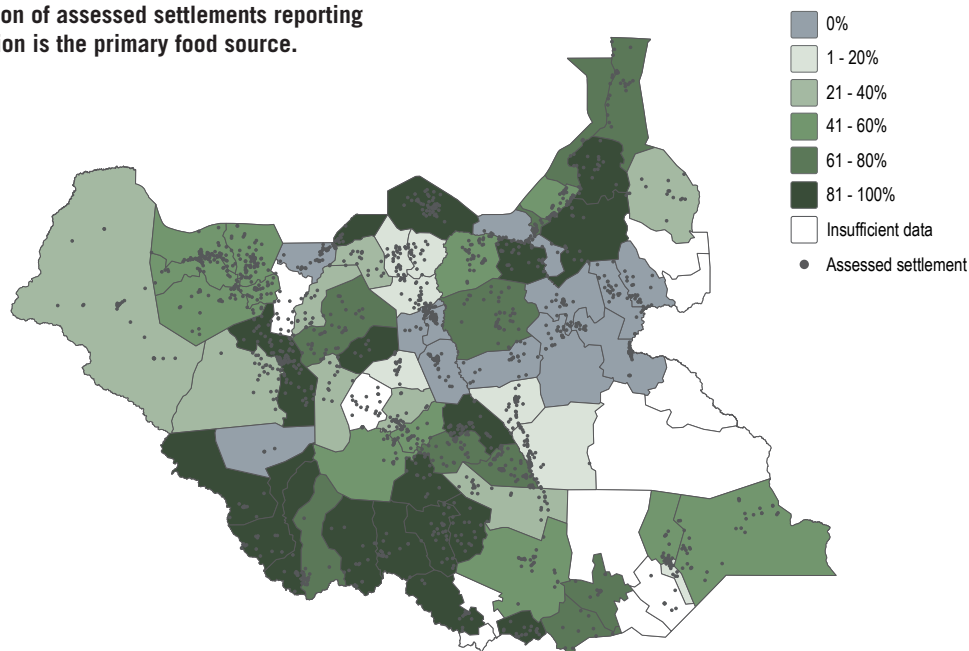 on of assessed settlements reporting
ion is the primary food source.
0%
1 - 20%
21 - 40%
41 - 60%
61 - 80%
81 - 100%
Insufficient data
Assessed settlement